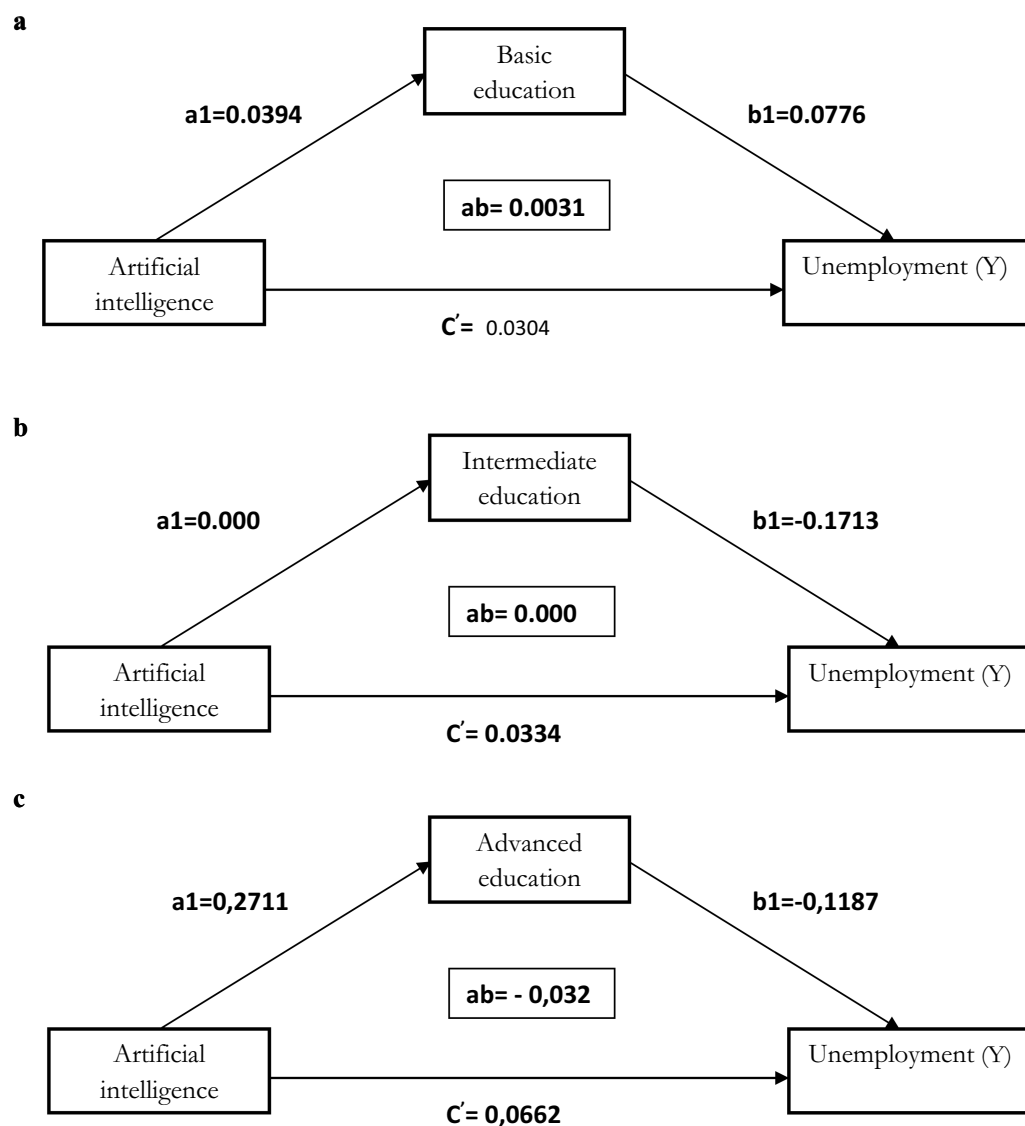 a
Basic
education
a1=0.0394
b1=0.0776
ab= 0.0031
Artificial
intelligence
Unemployment (Y)
C′= 0.0304
b
Intermediate
education
a1=0.000
b1=-0.1713
ab= 0.000
Artificial
intelligence
Unemployment (Y)
C′= 0.0334
c
Advanced
education
a1=0,2711
b1=-0,1187
ab= - 0,032
Artificial
intelligence
Unemployment (Y)
C′= 0,0662